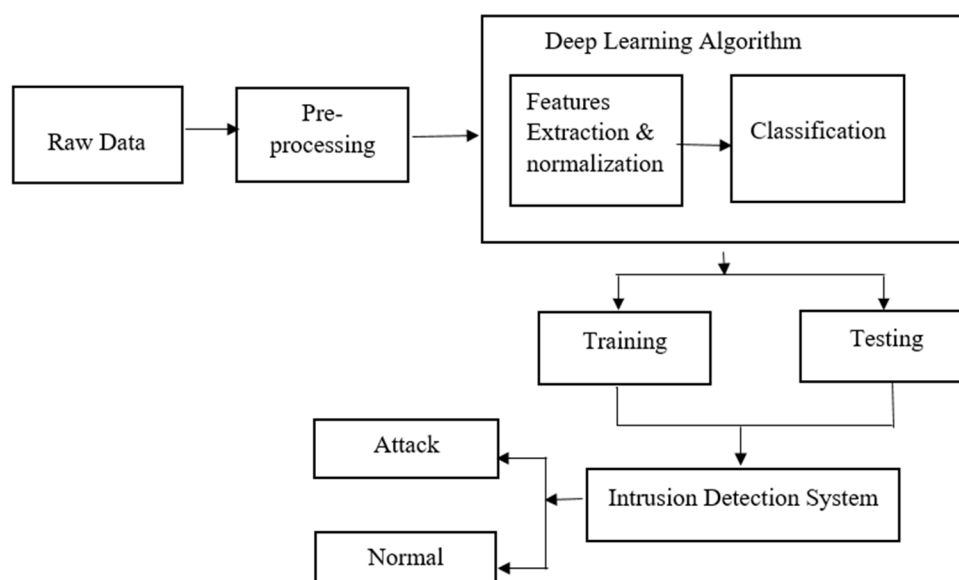 Deep Learning Algorithm
Raw Data
Pre-
processing
Features
Extraction &
normalization
Classification
Training
Testing
Attack
Intrusion Detection System
Normal